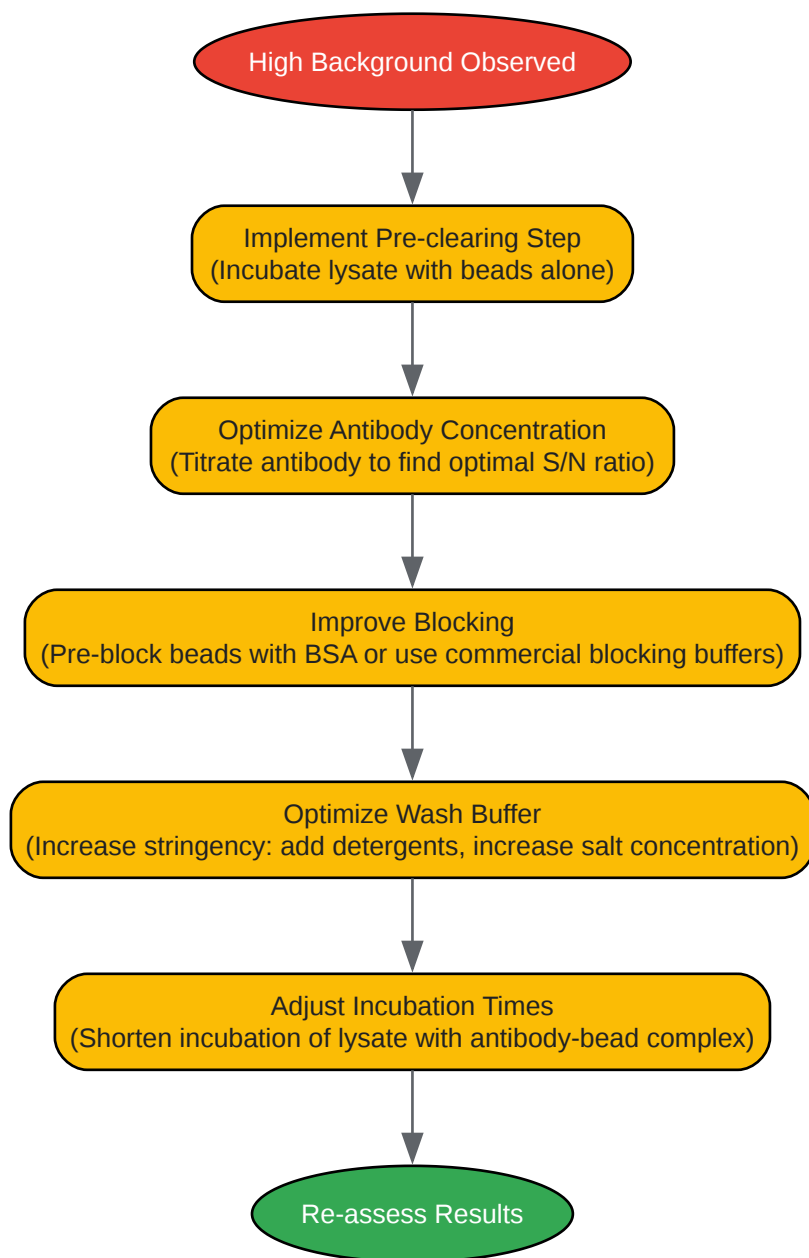 High Background Observed
Implement Pre-clearing Step
(Incubate lysate with beads alone)
Optimize Antibody Concentration
(Titrate antibody to find optimal S/N ratio)
Improve Blocking
(Pre-block beads with BSA or use commercial blocking buffers)
Optimize Wash Buffer
(Increase stringency: add detergents, increase salt concentration)
Adjust Incubation Times
(Shorten incubation of lysate with antibody-bead complex)
Re-assess Results